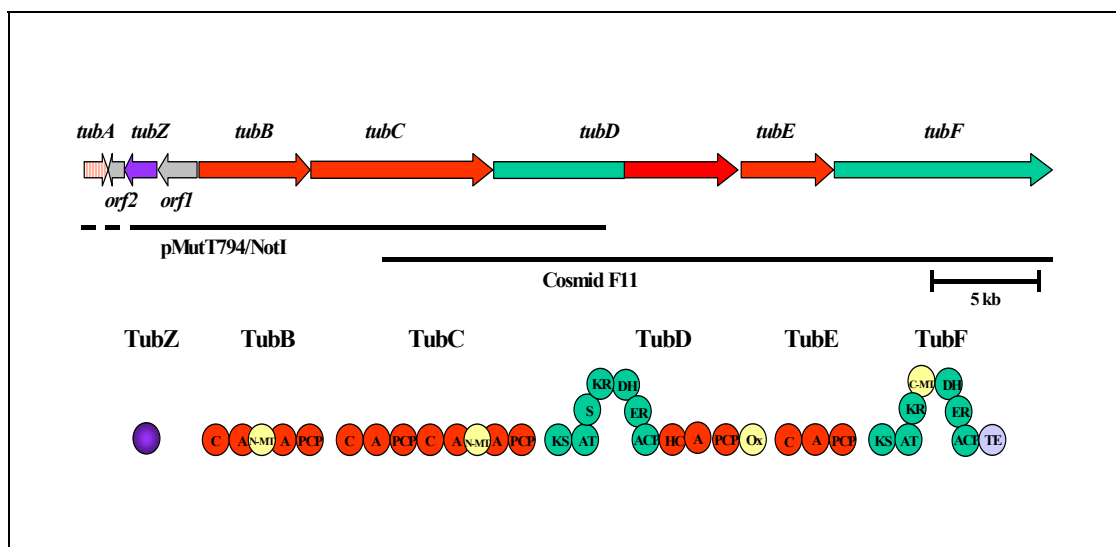 tubA tubZ tubB tubC tubD tubE tubF
orf2 orf1
pMutT794/NotI
Cosmid F11
5 kb
TubZ TubB TubC TubD TubE TubF
KR DH C-MT DH
S ER KR ER
C A N-MT A PCP C A PCP C A N-MT A PCP KS AT ACP HC A PCP Ox C A PCP KS AT ACP TE